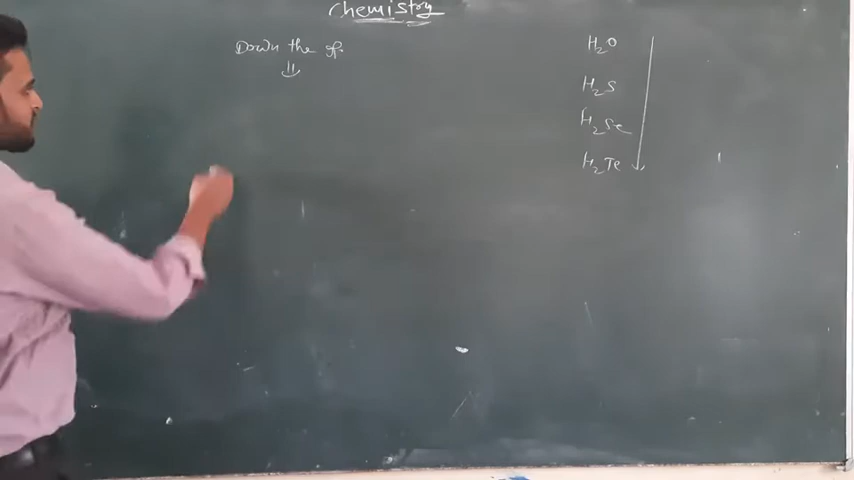 Chemistry
Down the gp.
H₂O
H₂S
H₂Se
H₂Te